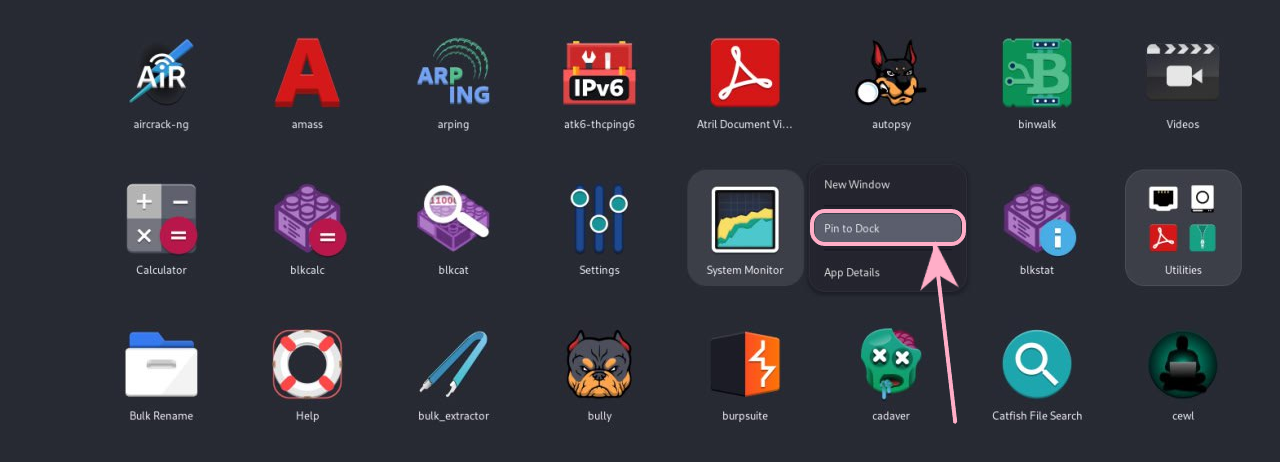 AiR
A
ARP
ING
IPv6
aircrack-ng
amass
arping
atk6-thcping6
Atril Document Vi...
autopsy
binwalk
Videos
11000
New Window
Pin to Dock
App Details
Calculator
blkcalc
blkcat
Settings
System Monitor
blkstat
Utilities
Bulk Rename
Help
bulk_extractor
bully
burpsuite
cadaver
Catfish File Search
cewl